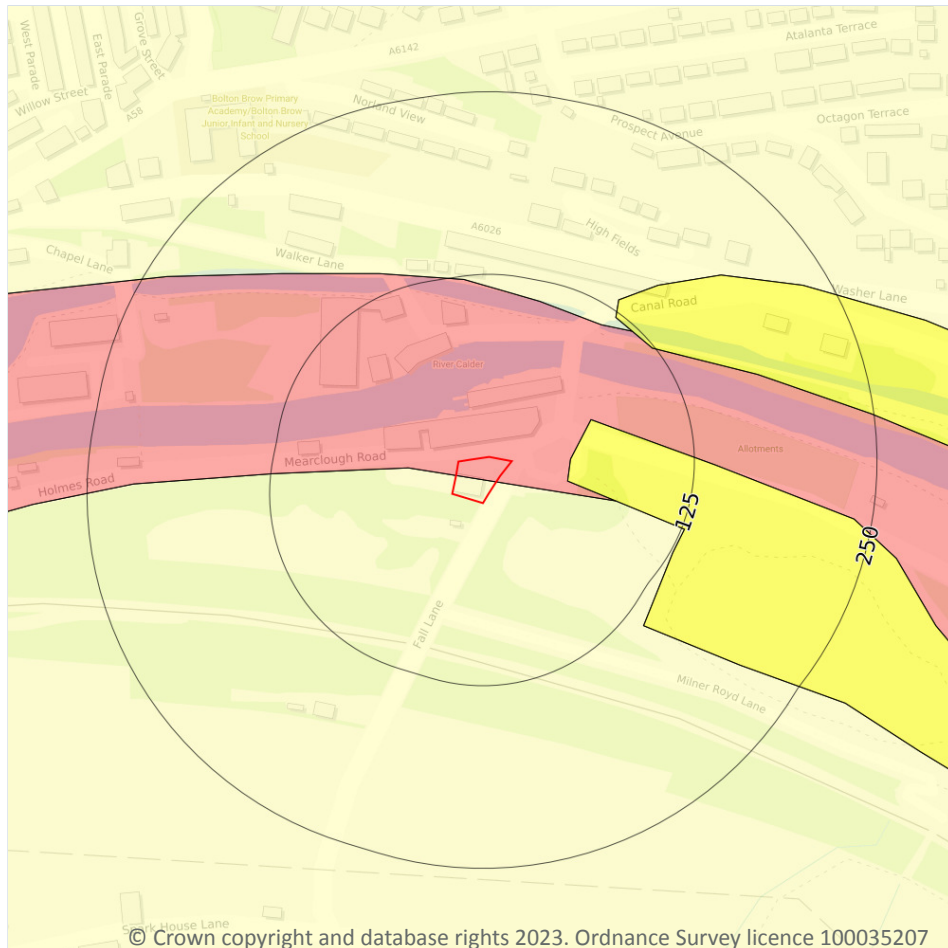 West Parade
East Parade
Grove Street
A6142
Atalanta Terrace
Willow Street
A58
Bolton Brow Primary
Academy/Bolton Brow
Junior,Infant and Nursery
School
Norland View
Prospect Avenue
Octagon Terrace
A6026
High Fields
Chapel Lane
Walker Lane
Washer Lane
Canal Road
River Calder
Mearclough Road
Allotments
Holmes Road
125
250
Fall Lane
Milner Royd Lane
Spark House Lane
© Crown copyright and database rights 2023. Ordnance Survey licence 100035207